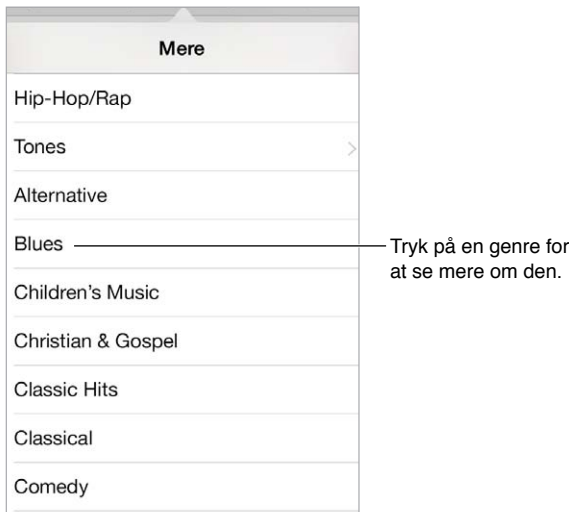 Mere
Hip-Hop/Rap
Tones
Alternative
Blues
Tryk på en genre for
at se mere om den.
Children's Music
Christian & Gospel
Classic Hits
Classical
Comedy